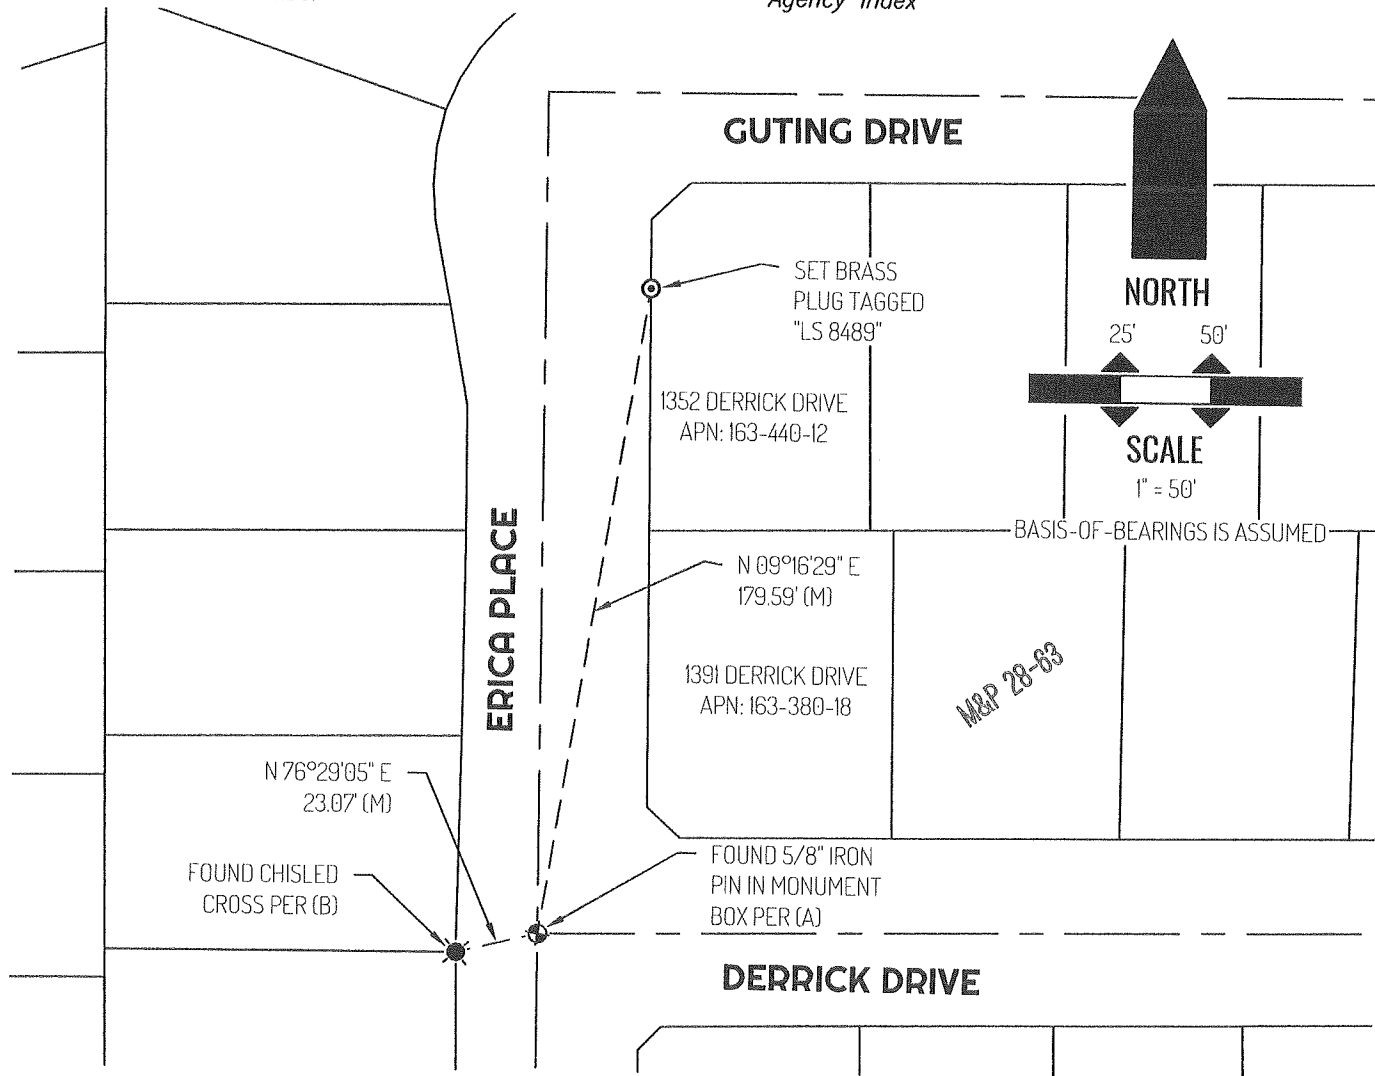 Agency Index
GUTING DRIVE
SET BRASS
PLUG TAGGED
"LS 8489"
NORTH
25' 50'
SCALE
1" = 50'
BASIS-OF-BEARINGS IS ASSUMED
1352 DERRICK DRIVE
APN: 163-440-12
ERICA PLACE
N 09°16'29" E
179.59' (M)
1391 DERRICK DRIVE
APN: 163-380-18
M&P 28-63
N 76°29'05" E
23.07' (M)
FOUND CHISLED
CROSS PER (B)
FOUND 5/8" IRON
PIN IN MONUMENT
BOX PER (A)
DERRICK DRIVE